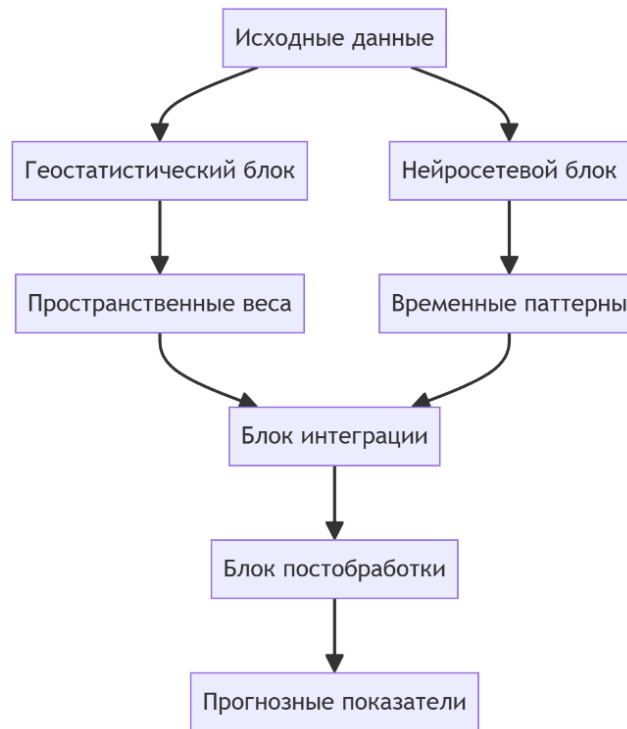 Исходные данные
Геостатистический блок
Нейросетевой блок
Пространственные веса
Временные паттерны
Блок интеграции
Блок постобработки
Прогнозные показатели